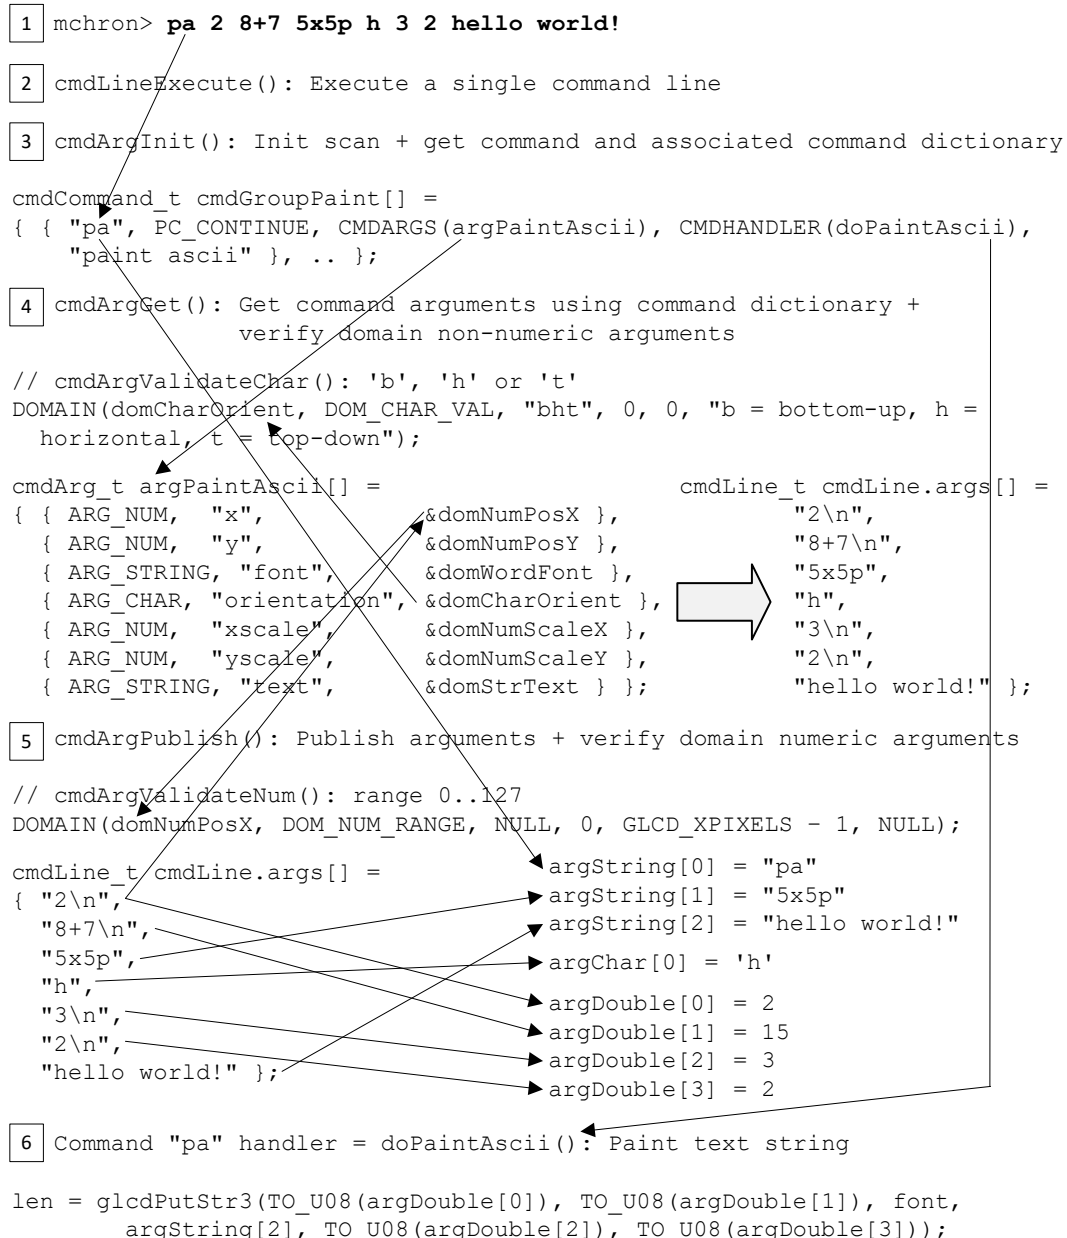 1 mchron> pa 2 8+7 5x5p h 3 2 hello world!
2 cmdLineExecute(): Execute a single command line
3 cmdArgInit(): Init scan + get command and associated command dictionary
cmdCommand_t cmdGroupPaint[] =
{ { "pa", PC_CONTINUE, CMDARGS(argPaintAscii), CMDHANDLER(doPaintAscii),
"paint ascii" }, .. };
4 cmdArgGet(): Get command arguments using command dictionary +
verify domain non-numeric arguments
// cmdArgValidateChar(): 'b', 'h' or 't'
DOMAIN(domCharOrient, DOM_CHAR_VAL, "bht", 0, 0, "b = bottom-up, h =
horizontal, t = top-down");
cmdArg_t argPaintAscii[] =
{ { ARG_NUM, "x", &domNumPosX },
{ ARG_NUM, "y", &domNumPosY },
{ ARG_STRING, "font", &domWordFont },
{ ARG_CHAR, "orientation", &domCharOrient },
{ ARG_NUM, "xscale", &domNumScaleX },
{ ARG_NUM, "yscale", &domNumScaleY },
{ ARG_STRING, "text", &domStrText } };
cmdLine_t cmdLine.args[] =
"2\n",
"8+7\n",
"5x5p",
"h",
"3\n",
"2\n",
"hello world!" };
5 cmdArgPublish(): Publish arguments + verify domain numeric arguments
// cmdArgValidateNum(): range 0..127
DOMAIN(domNumPosX, DOM_NUM_RANGE, NULL, 0, GLCD_XPIXELS – 1, NULL);
cmdLine_t cmdLine.args[] =
{ "2\n",
"8+7\n",
"5x5p",
"h",
"3\n",
"2\n",
"hello world!" };
argString[0] = "pa"
argString[1] = "5x5p"
argString[2] = "hello world!"
argChar[0] = 'h'
argDouble[0] = 2
argDouble[1] = 15
argDouble[2] = 3
argDouble[3] = 2
6 Command "pa" handler = doPaintAscii(): Paint text string
len = glcdPutStr3(TO_U08(argDouble[0]), TO_U08(argDouble[1]), font,
argString[2], TO_U08(argDouble[2]), TO_U08(argDouble[3]));